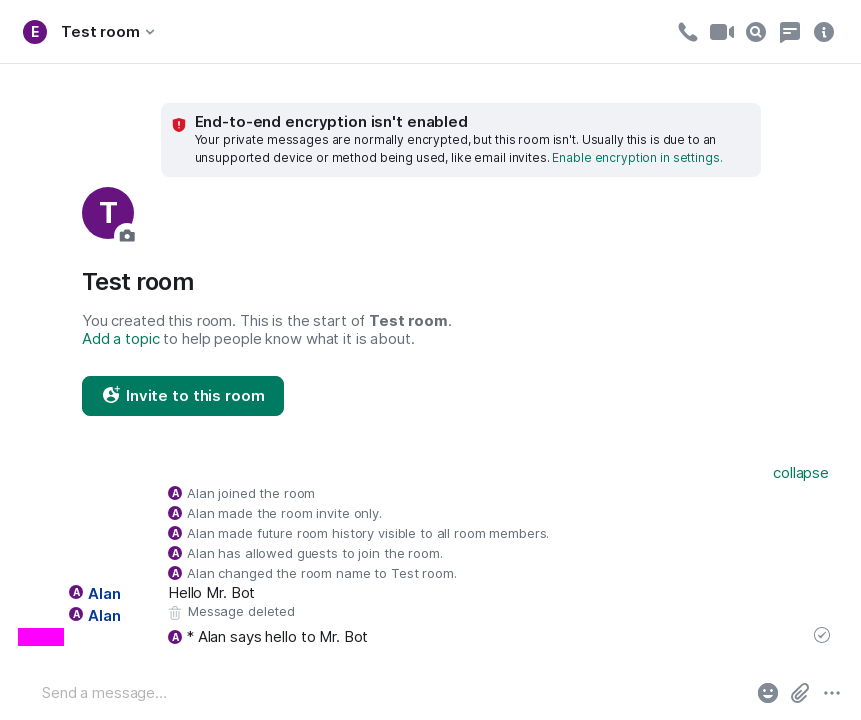 E Test room
End-to-end encryption isn't enabled
Your private messages are normally encrypted, but this room isn't. Usually this is due to an
unsupported device or method being used, like email invites. Enable encryption in settings.
T
Test room
You created this room. This is the start of Test room.
Add a topic to help people know what it is about.
Invite to this room
collapse
A Alan joined the room
A Alan made the room invite only.
A Alan made future room history visible to all room members.
A Alan has allowed guests to join the room.
A Alan changed the room name to Test room.
A Alan Hello Mr. Bot
A Alan Message deleted
A * Alan says hello to Mr. Bot
Send a message...